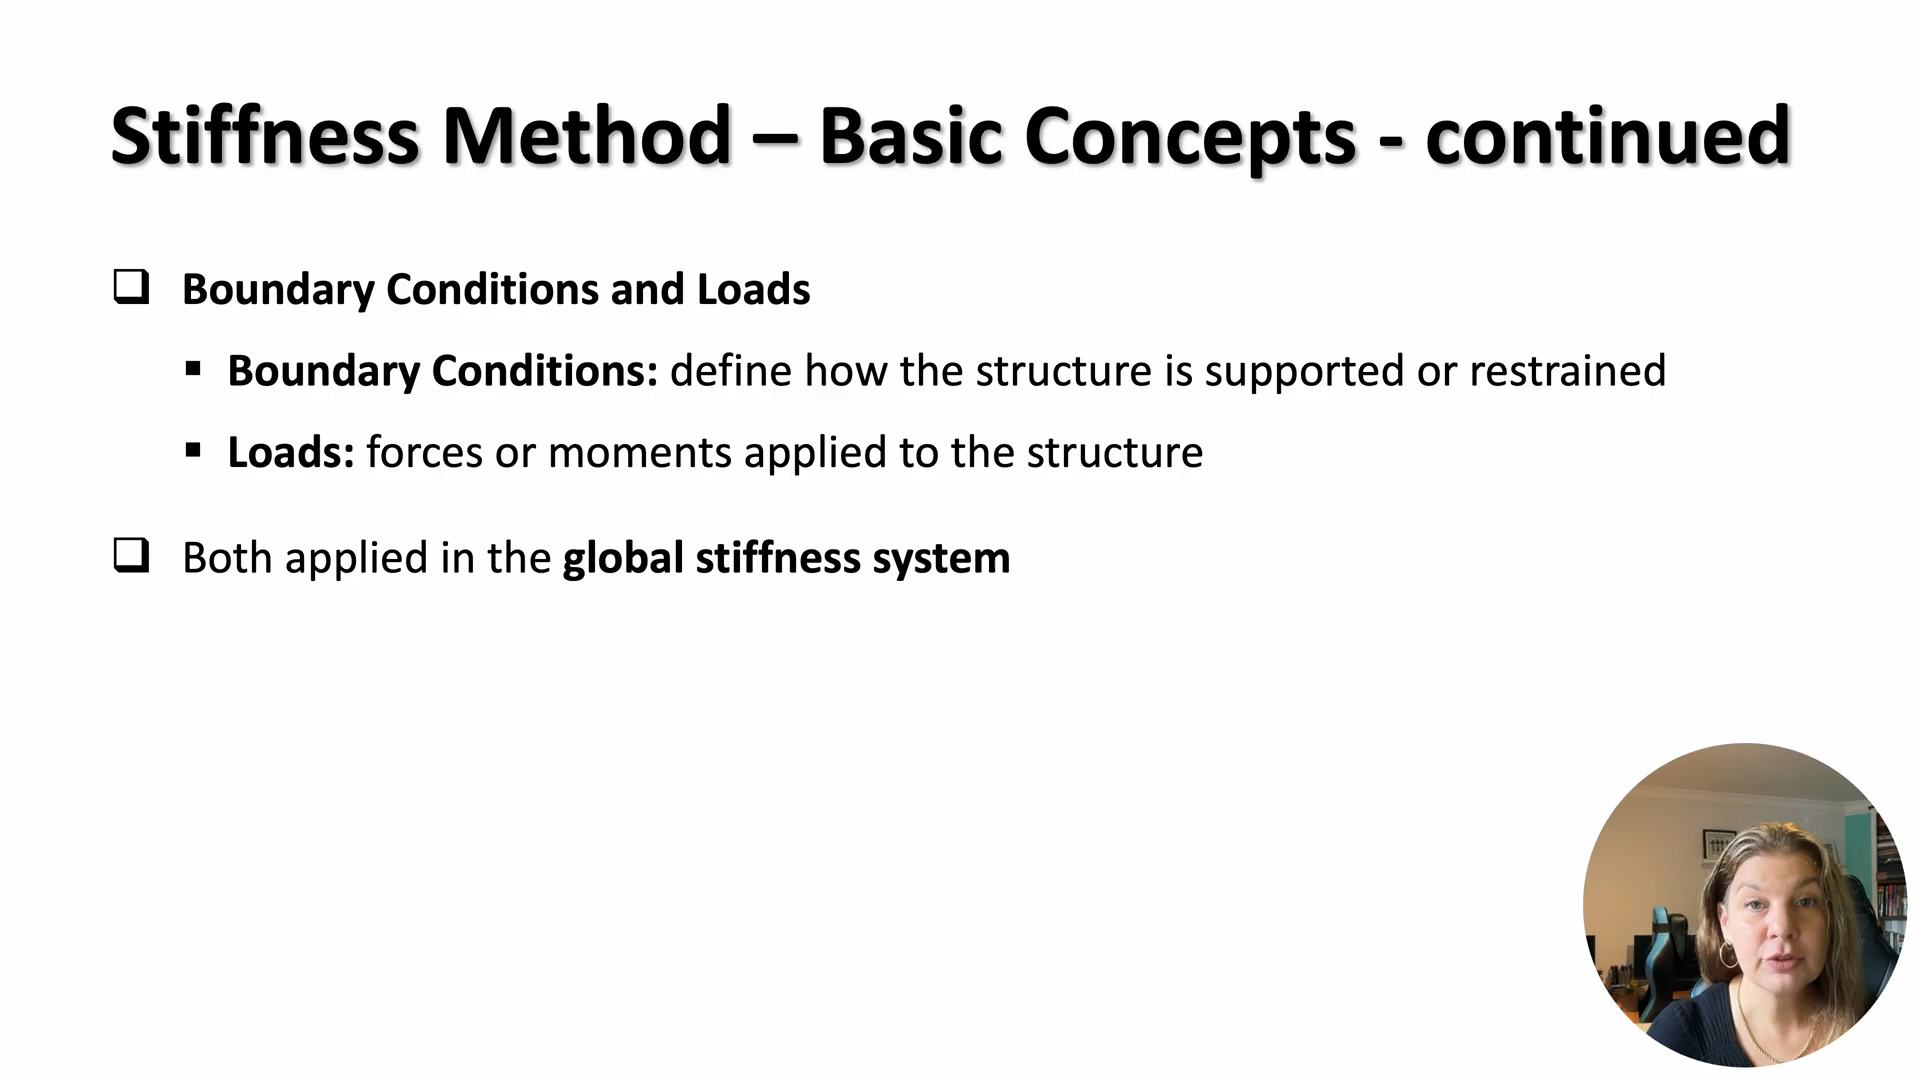 Stiffness Method – Basic Concepts - continued
Boundary Conditions and Loads
Boundary Conditions: define how the structure is supported or restrained
Loads: forces or moments applied to the structure
Both applied in the global stiffness system